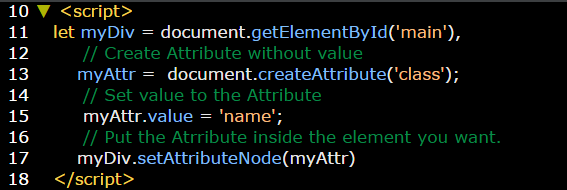 10 ▼ <script>
11 let myDiv = document.getElementById('main'),
12 // Create Attribute without value
13 myAttr = document.createAttribute('class');
14 // Set value to the Attribute
15 myAttr.value = 'name';
16 // Put the Atrribute inside the element you want.
17 myDiv.setAttributeNode(myAttr)
18 </script>